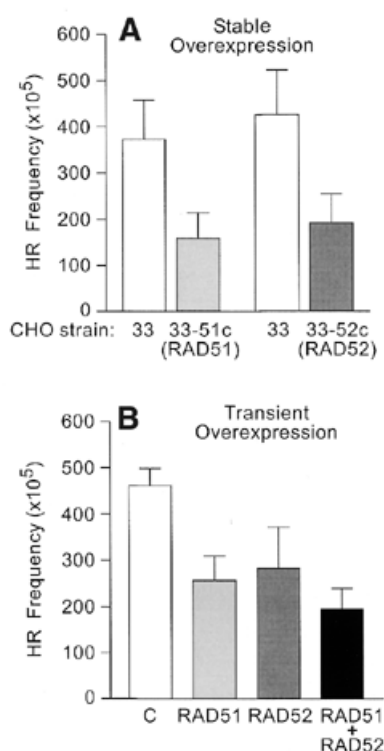 A
Stable
Overexpression
HR Frequency (x10⁵)
600
500
400
300
200
100
0
CHO strain: 33 33-51c 33 33-52c
(RAD51) (RAD52)
B
Transient
Overexpression
HR Frequency (x10⁵)
600
500
400
300
200
100
0
C RAD51 RAD52 RAD51
+
RAD52